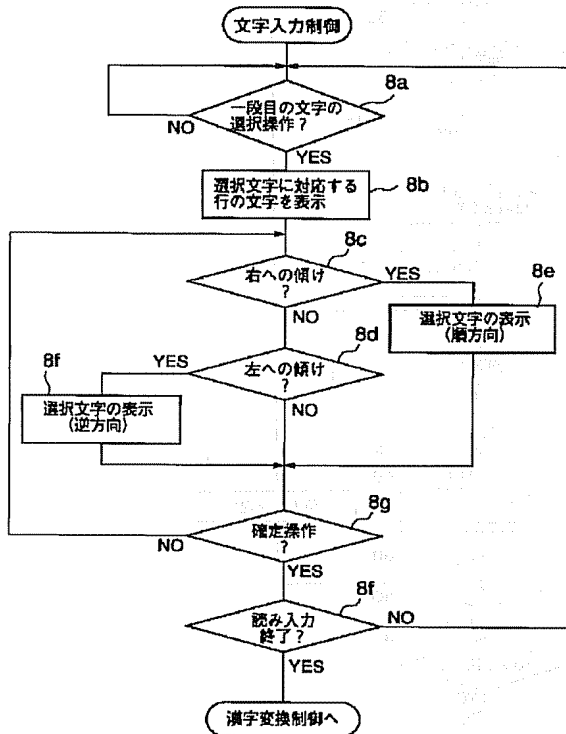 文字入力制御
8a
一段目の文字の
選択操作?
NO
YES
8b
選択文字に対応する
行の文字を表示
8c
右への傾け
?
YES
NO
8e
選択文字の表示
(順方向)
8d
左への傾け
?
YES
NO
8f
選択文字の表示
(逆方向)
8g
確定操作
?
NO
YES
8f
読み入力
終了?
NO
YES
漢字変換制御へ